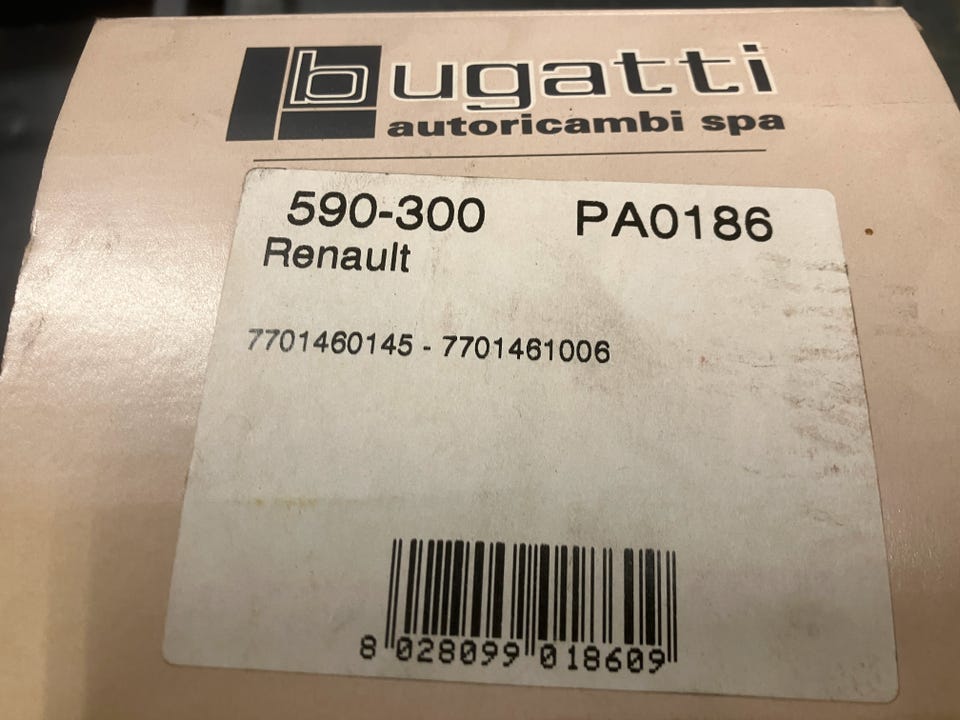 bugatti
autoricambi spa
590-300 PA0186
Renault
7701460145 - 7701461006
8 028099 018609